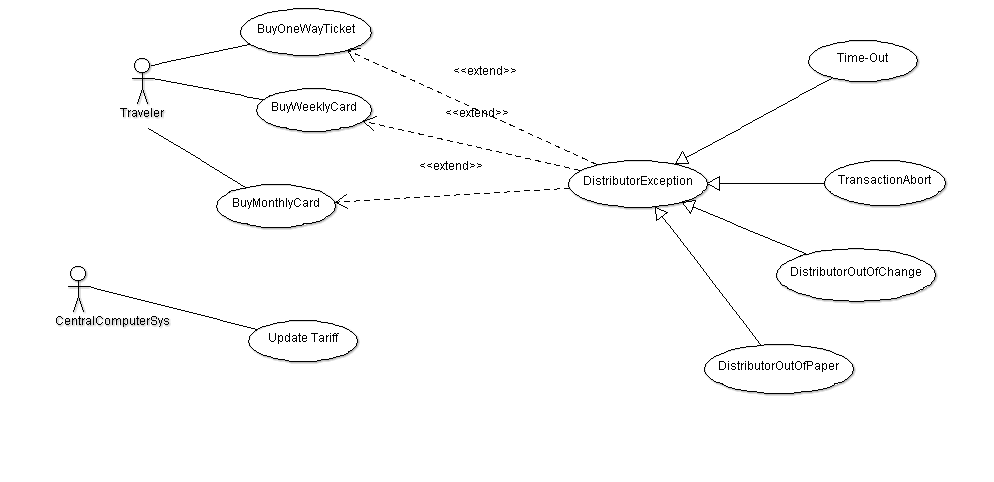 BuyOneWayTicket
Time-Out
<<extend>>
BuyWeeklyCard
Traveler
<<extend>>
<<extend>>
DistributorException
TransactionAbort
BuyMonthlyCard
DistributorOutOfChange
CentralComputerSys
Update Tariff
DistributorOutOfPaper